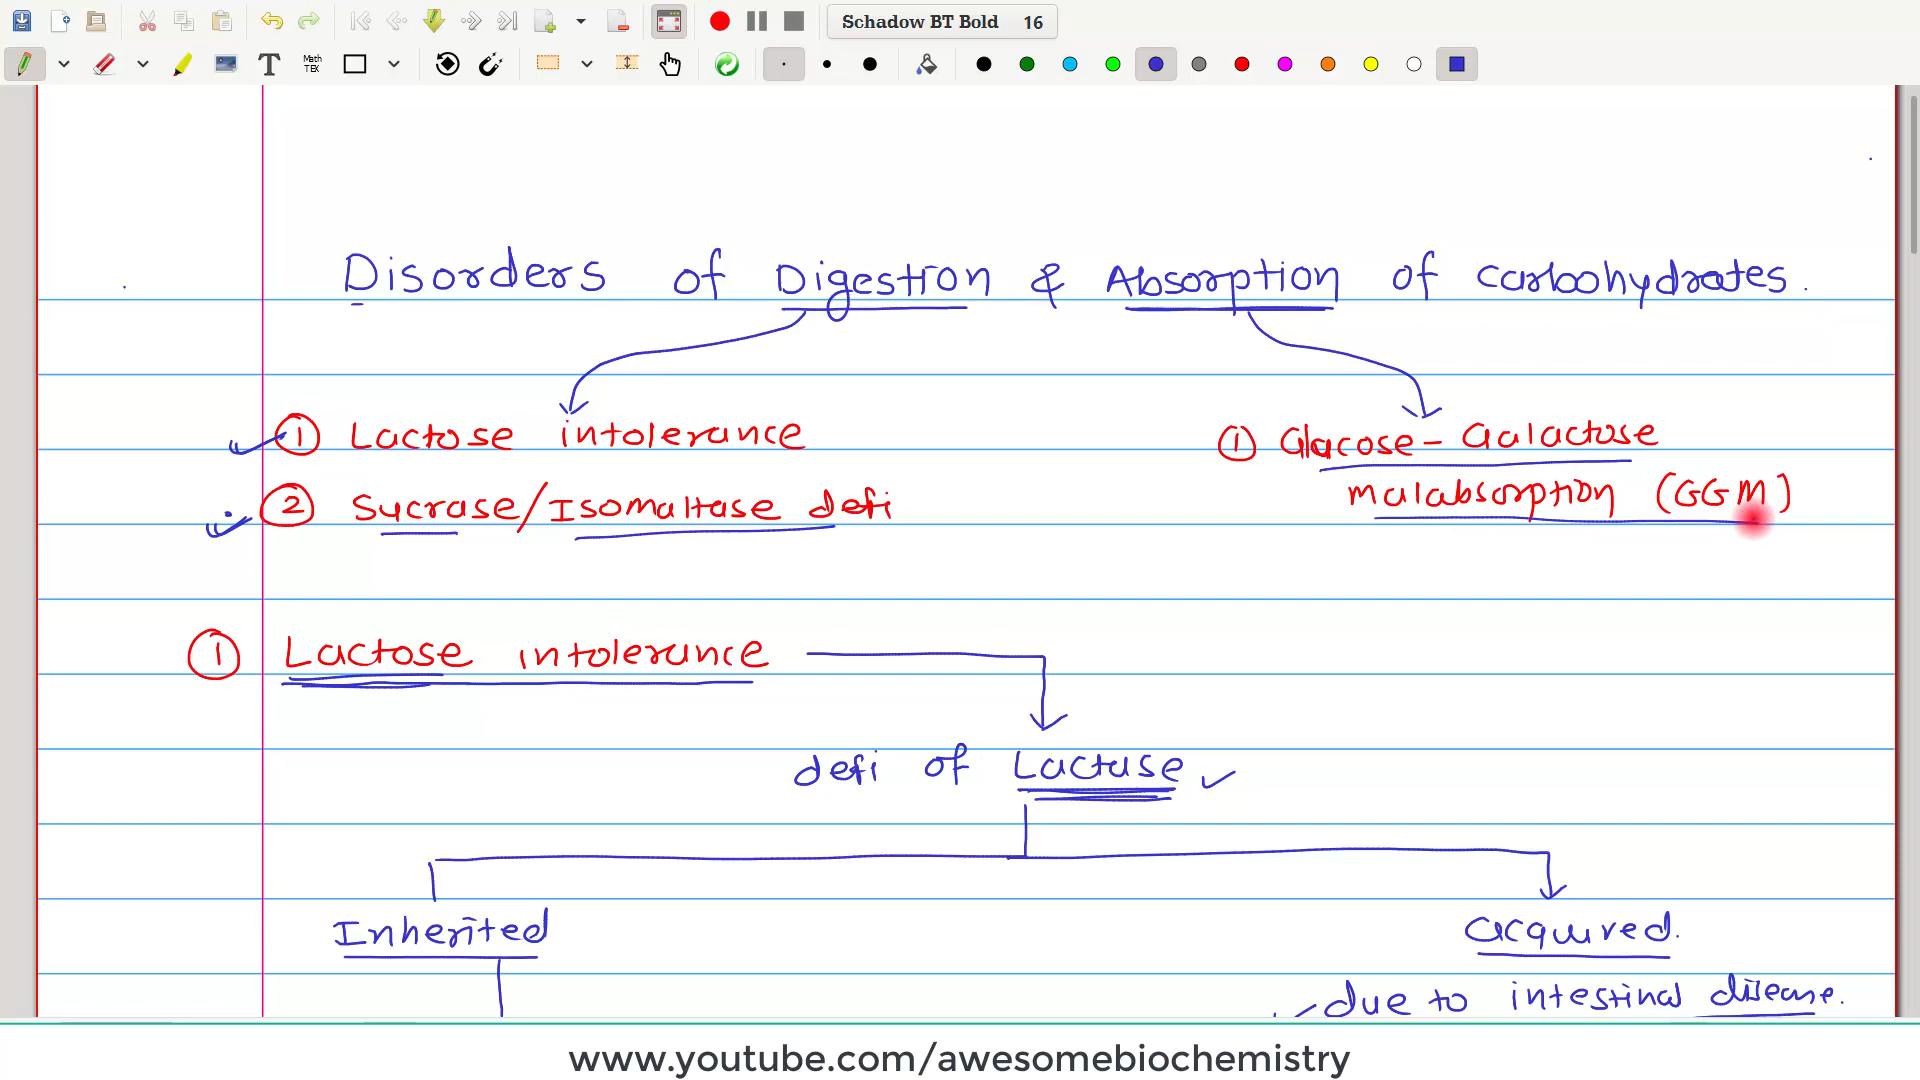 Schadow BT Bold 16
Math
TEX
Disorders of Digestion & Absorption of carbohydrates.
① Lactose intolerance
① Glucose-Galactose
malabsorption (GGM)
② Sucrase/Isomaltase defi
① Lactose intolerance
defi of Lactase ✓
Inherited
acquired.
✓due to intestinal disease.
www.youtube.com/awesomebiochemistry